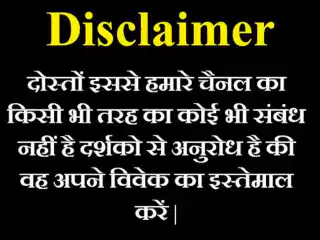 Disclaimer
दोस्तों इससे हमारे चैनल का
किसी भी तरह का कोई भी संबंध
नहीं है दर्शको से अनुरोध है की
वह अपने विवेक का इस्तेमाल
करें |